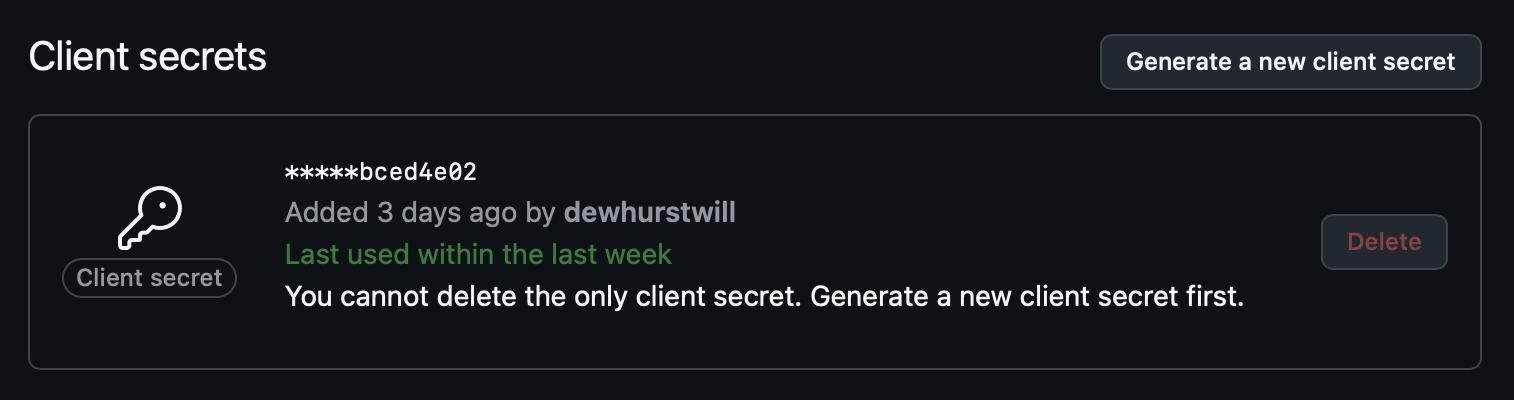 Client secrets
Generate a new client secret
*****bced4e02
Added 3 days ago by dewhurstwill
Last used within the last week
You cannot delete the only client secret. Generate a new client secret first.
Client secret
Delete